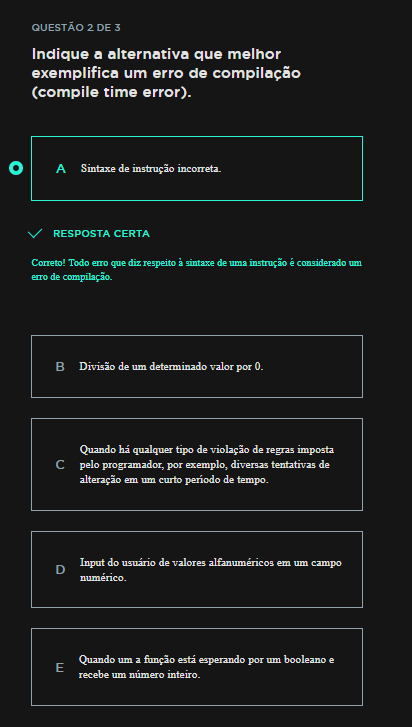 QUESTÃO 2 DE 3
Indique a alternativa que melhor
exemplifica um erro de compilação
(compile time error).
A Sintaxe de instrução incorreta.
RESPOSTA CERTA
Correto! Todo erro que diz respeito à sintaxe de uma instrução é considerado um
erro de compilação.
B Divisão de um determinado valor por 0.
Quando há qualquer tipo de violação de regras imposta
C pelo programador, por exemplo, diversas tentativas de
alteração em um curto período de tempo.
D Input do usuário de valores alfanuméricos em um campo
numérico.
E Quando um a função está esperando por um booleano e
recebe um número inteiro.